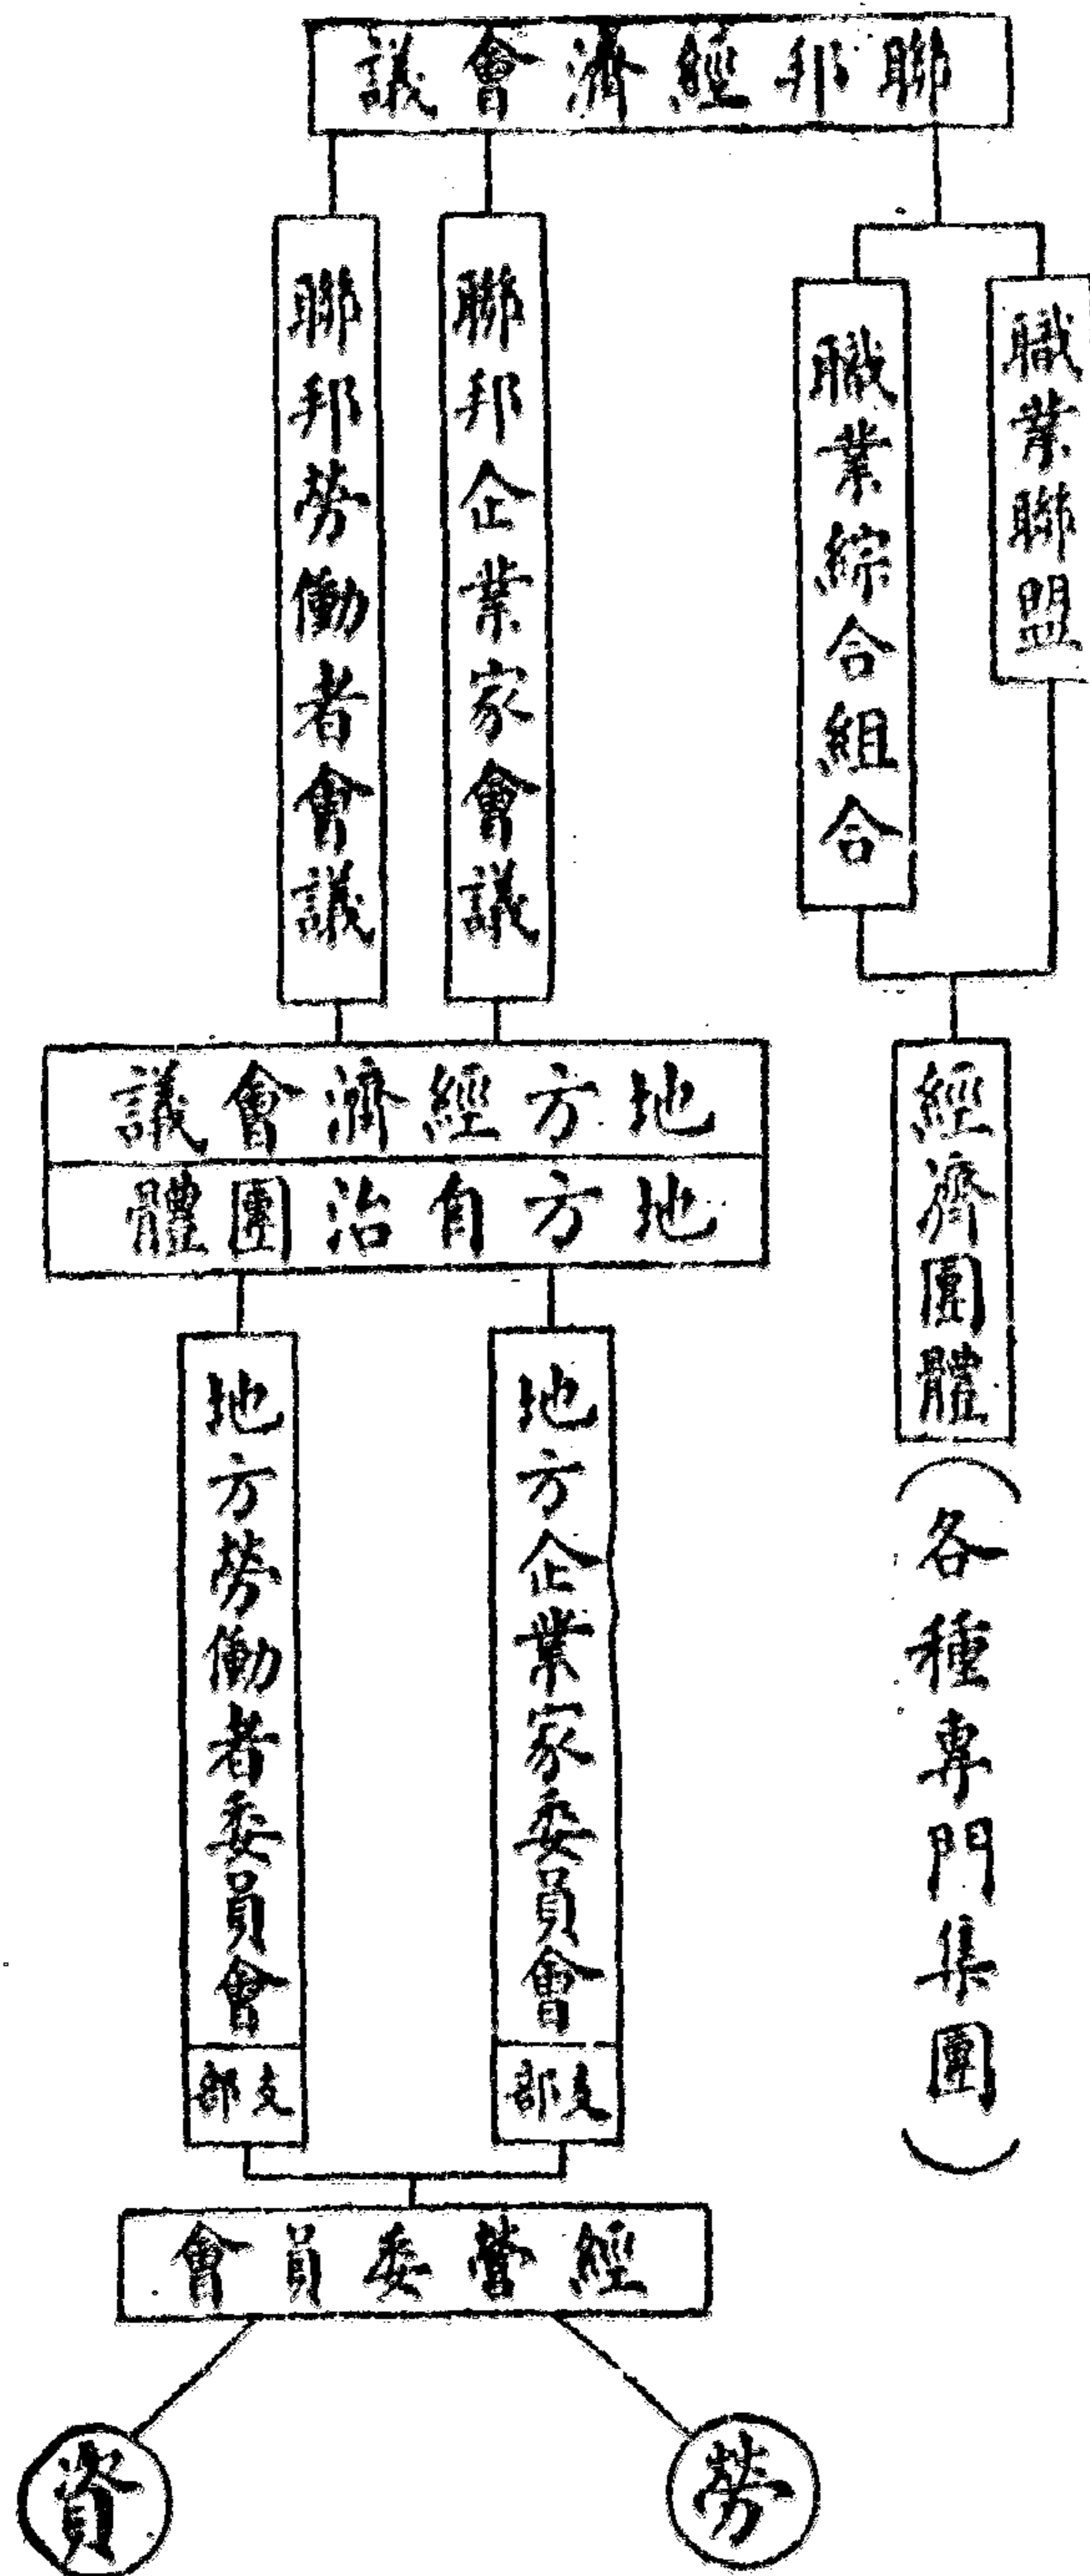 聯邦經濟會議
職業聯盟
職業綜合組合
聯邦企業家會議
聯邦勞働者會議
經濟團體(各種專門集團)
地方經濟會議
地方自治團體
地方企業家委員會
支部
地方勞働者委員會
支部
經營委員會
勞
資